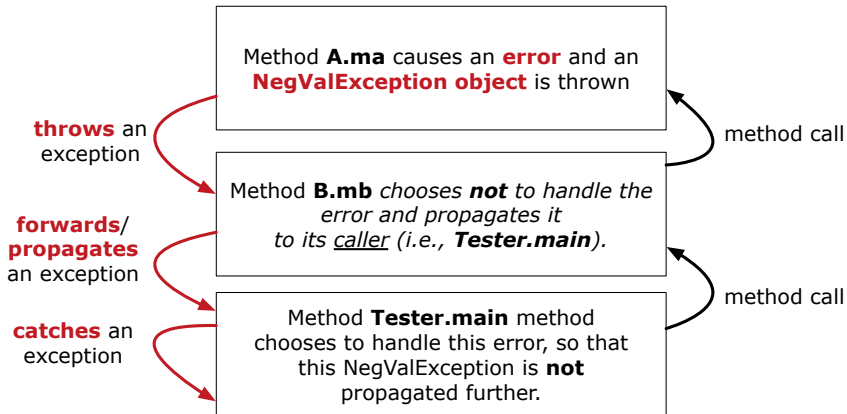 Method A.ma causes an error and an
NegValException object is thrown
throws an
exception
method call
Method B.mb chooses not to handle the
error and propagates it
to its caller (i.e., Tester.main).
forwards/
propagates
an exception
method call
Method Tester.main method
chooses to handle this error, so that
this NegValException is not
propagated further.
catches an
exception